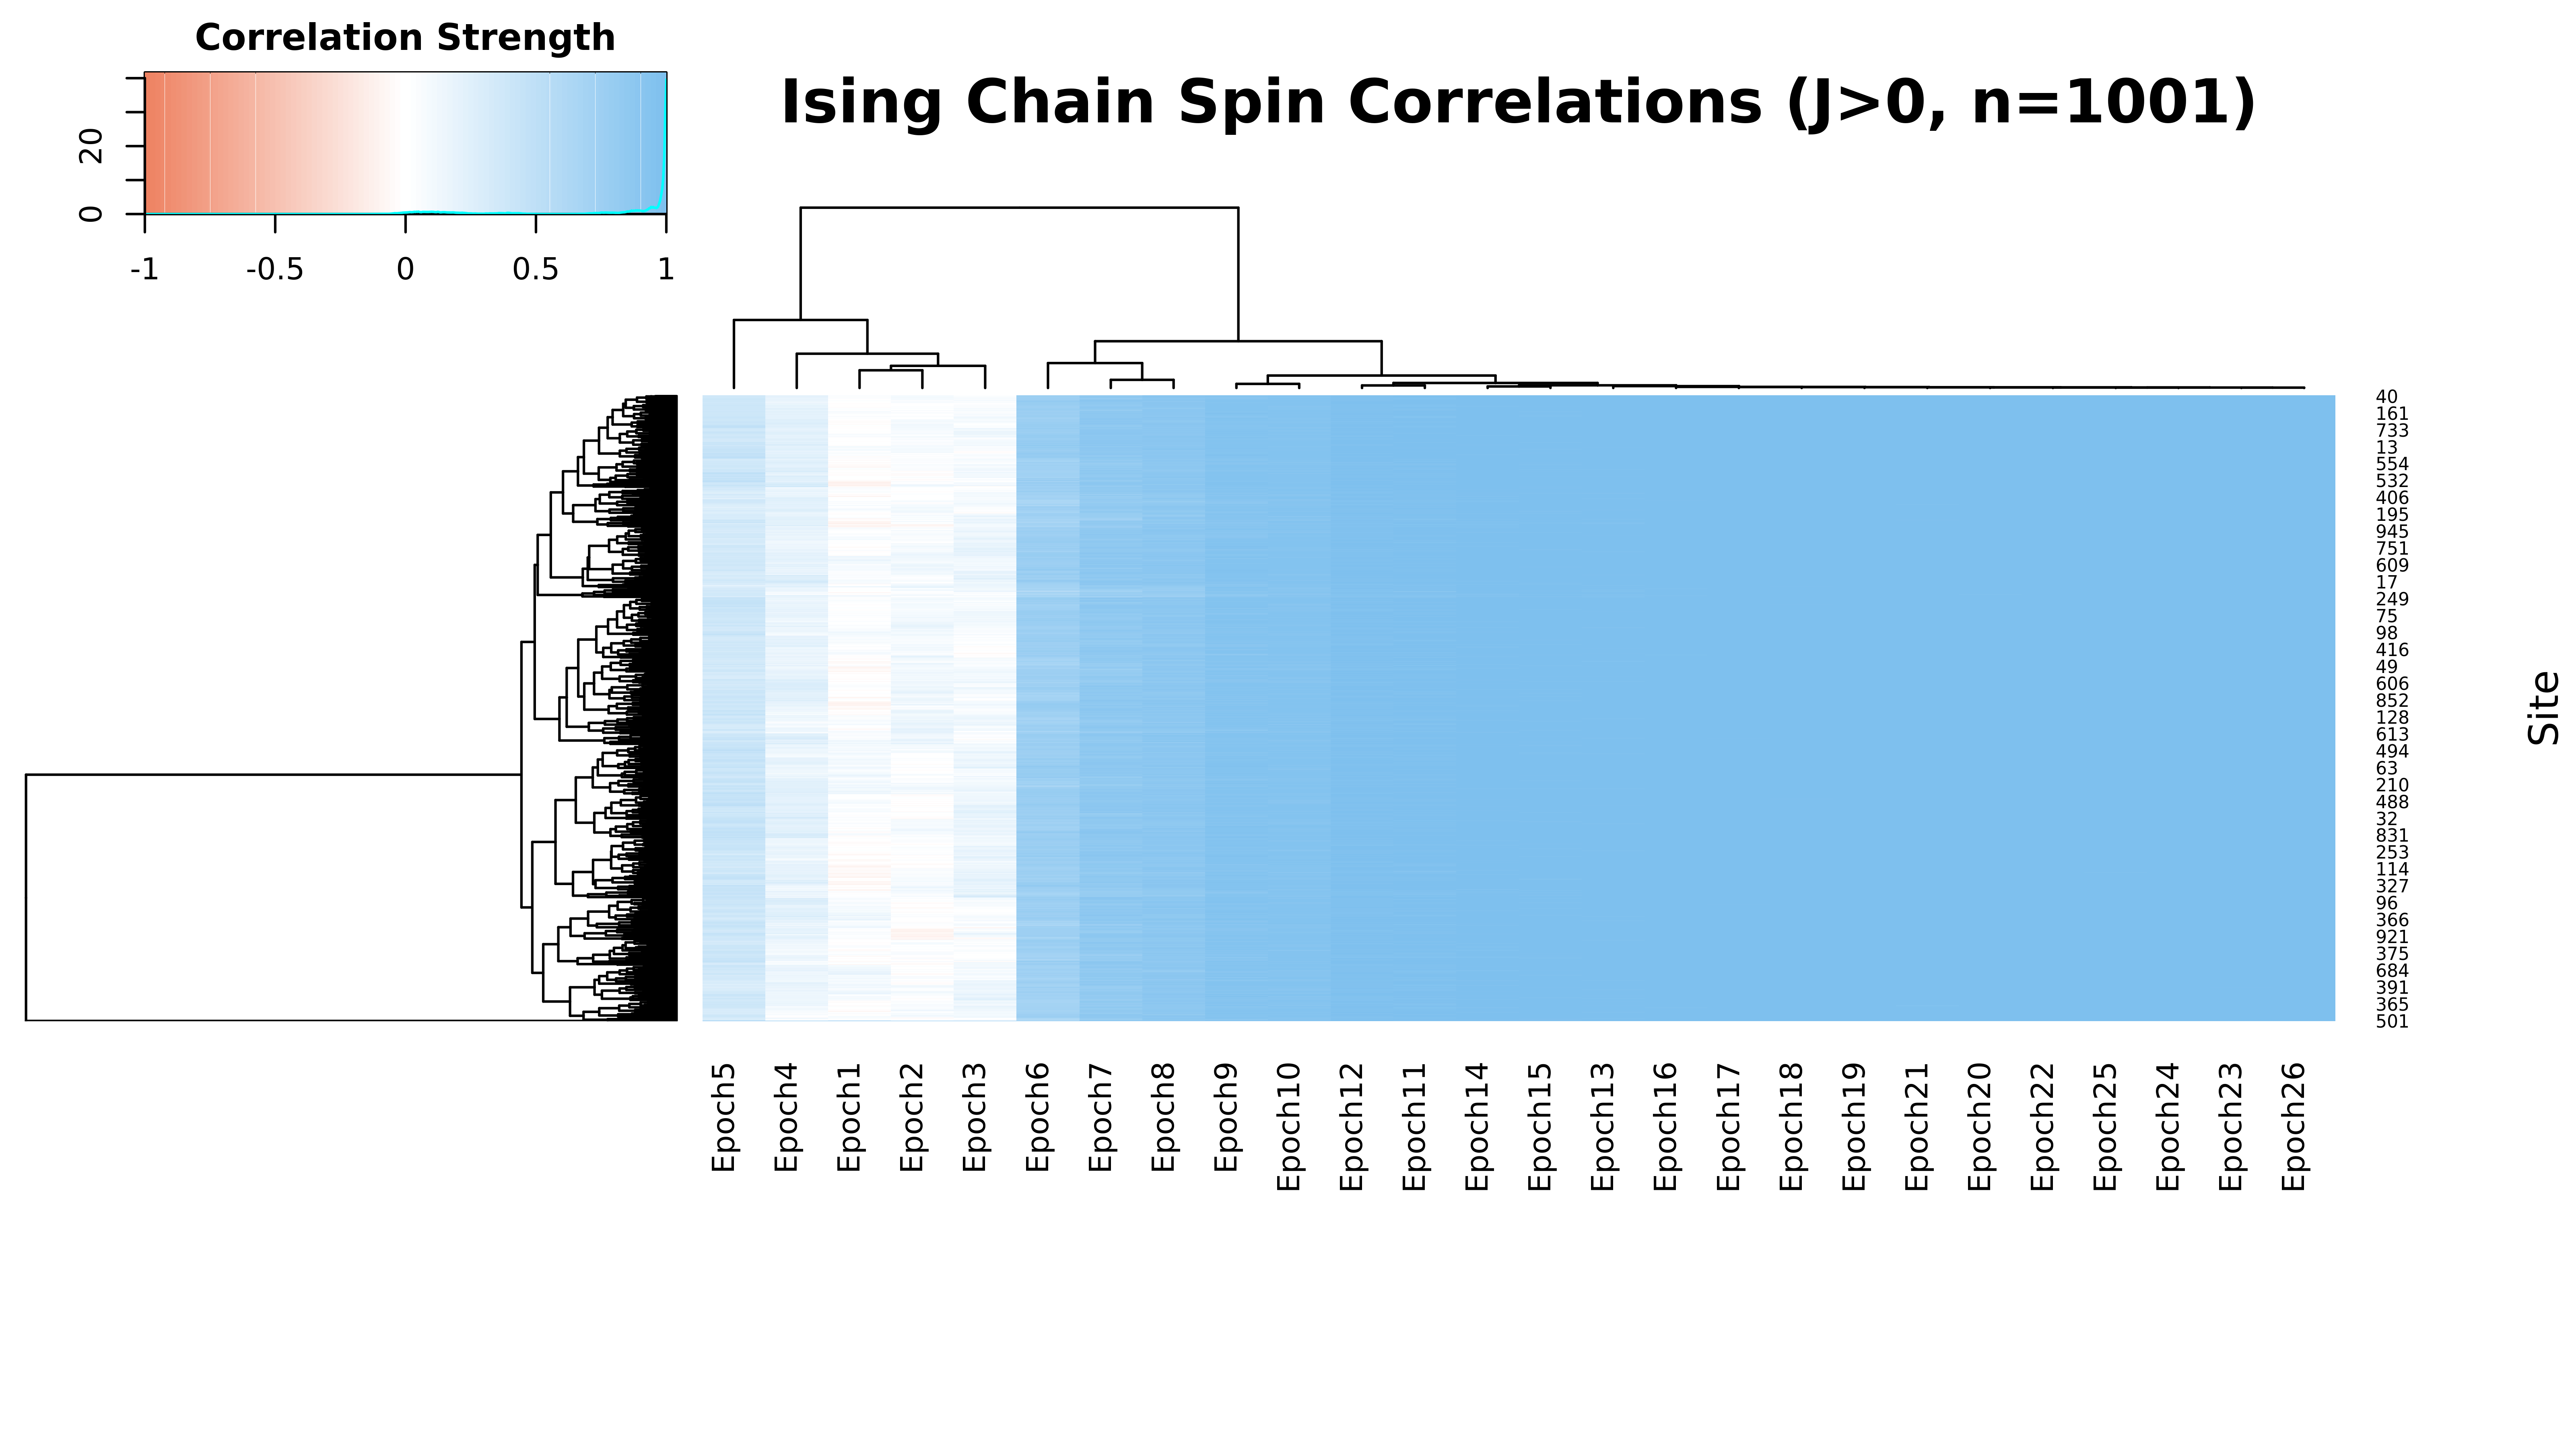 Correlation Strength
Ising Chain Spin Correlations (J>0, n=1001)
20
0
-1 -0.5 0 0.5 1
40
161
733
13
554
532
406
195
945
751
609
17
249
75
98
416
49
606
852
128
613
494
63
210
488
32
831
253
114
327
96
366
921
375
684
391
365
501
Site
Epoch5
Epoch4
Epoch1
Epoch2
Epoch3
Epoch6
Epoch7
Epoch8
Epoch9
Epoch10
Epoch12
Epoch11
Epoch14
Epoch15
Epoch13
Epoch16
Epoch17
Epoch18
Epoch19
Epoch21
Epoch20
Epoch22
Epoch25
Epoch24
Epoch23
Epoch26